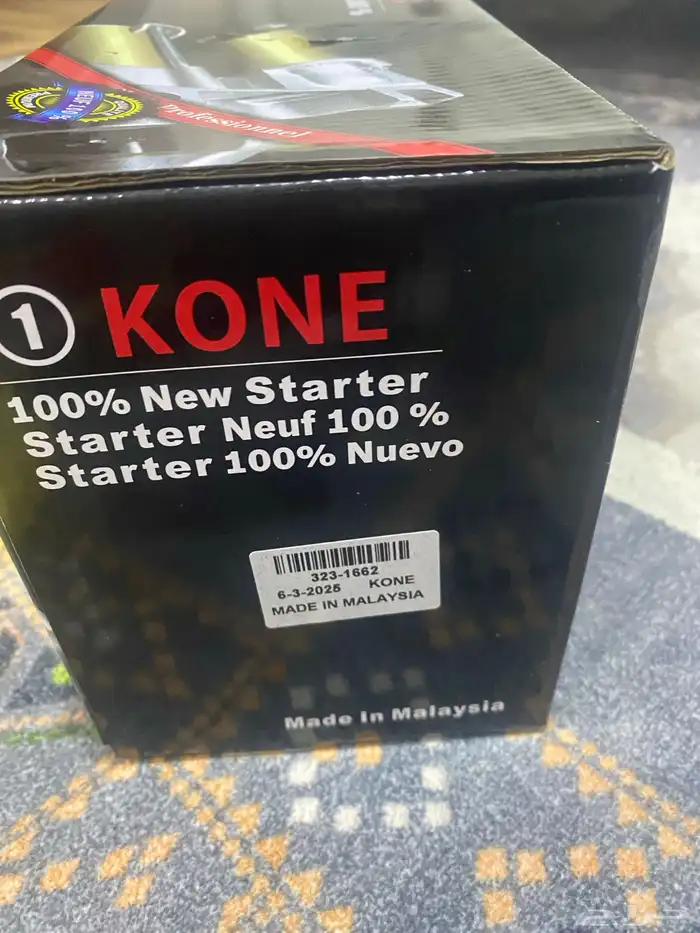 Professionnel
1 KONE
100% New Starter
Starter Neuf 100 %
Starter 100% Nuevo
323-1662
6-3-2025 KONE
MADE IN MALAYSIA
Made In Malaysia